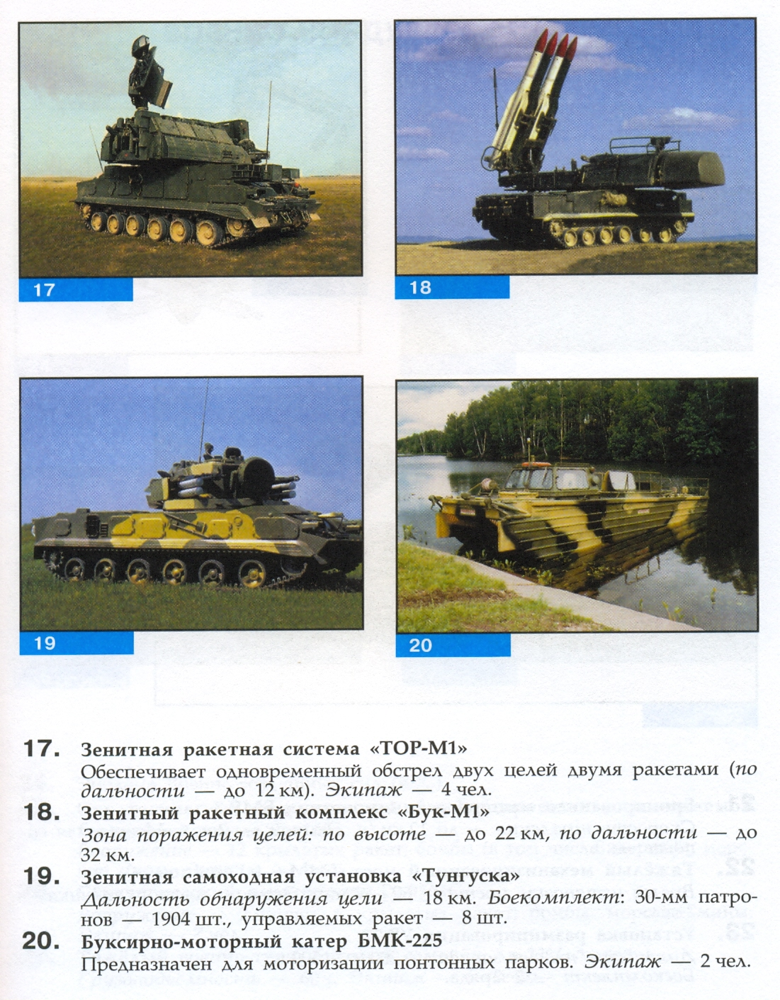 17
18
19
20
17. Зенитная ракетная система «ТОР-М1»
Обеспечивает одновременный обстрел двух целей двумя ракетами (по
дальности — до 12 км). Экипаж — 4 чел.
18. Зенитный ракетный комплекс «Бук-М1»
Зона поражения целей: по высоте — до 22 км, по дальности — до
32 км.
19. Зенитная самоходная установка «Тунгуска»
Дальность обнаружения цели — 18 км. Боекомплект: 30-мм патро-
нов — 1904 шт., управляемых ракет — 8 шт.
20. Буксирно-моторный катер БМК-225
Предназначен для моторизации понтонных парков. Экипаж — 2 чел.